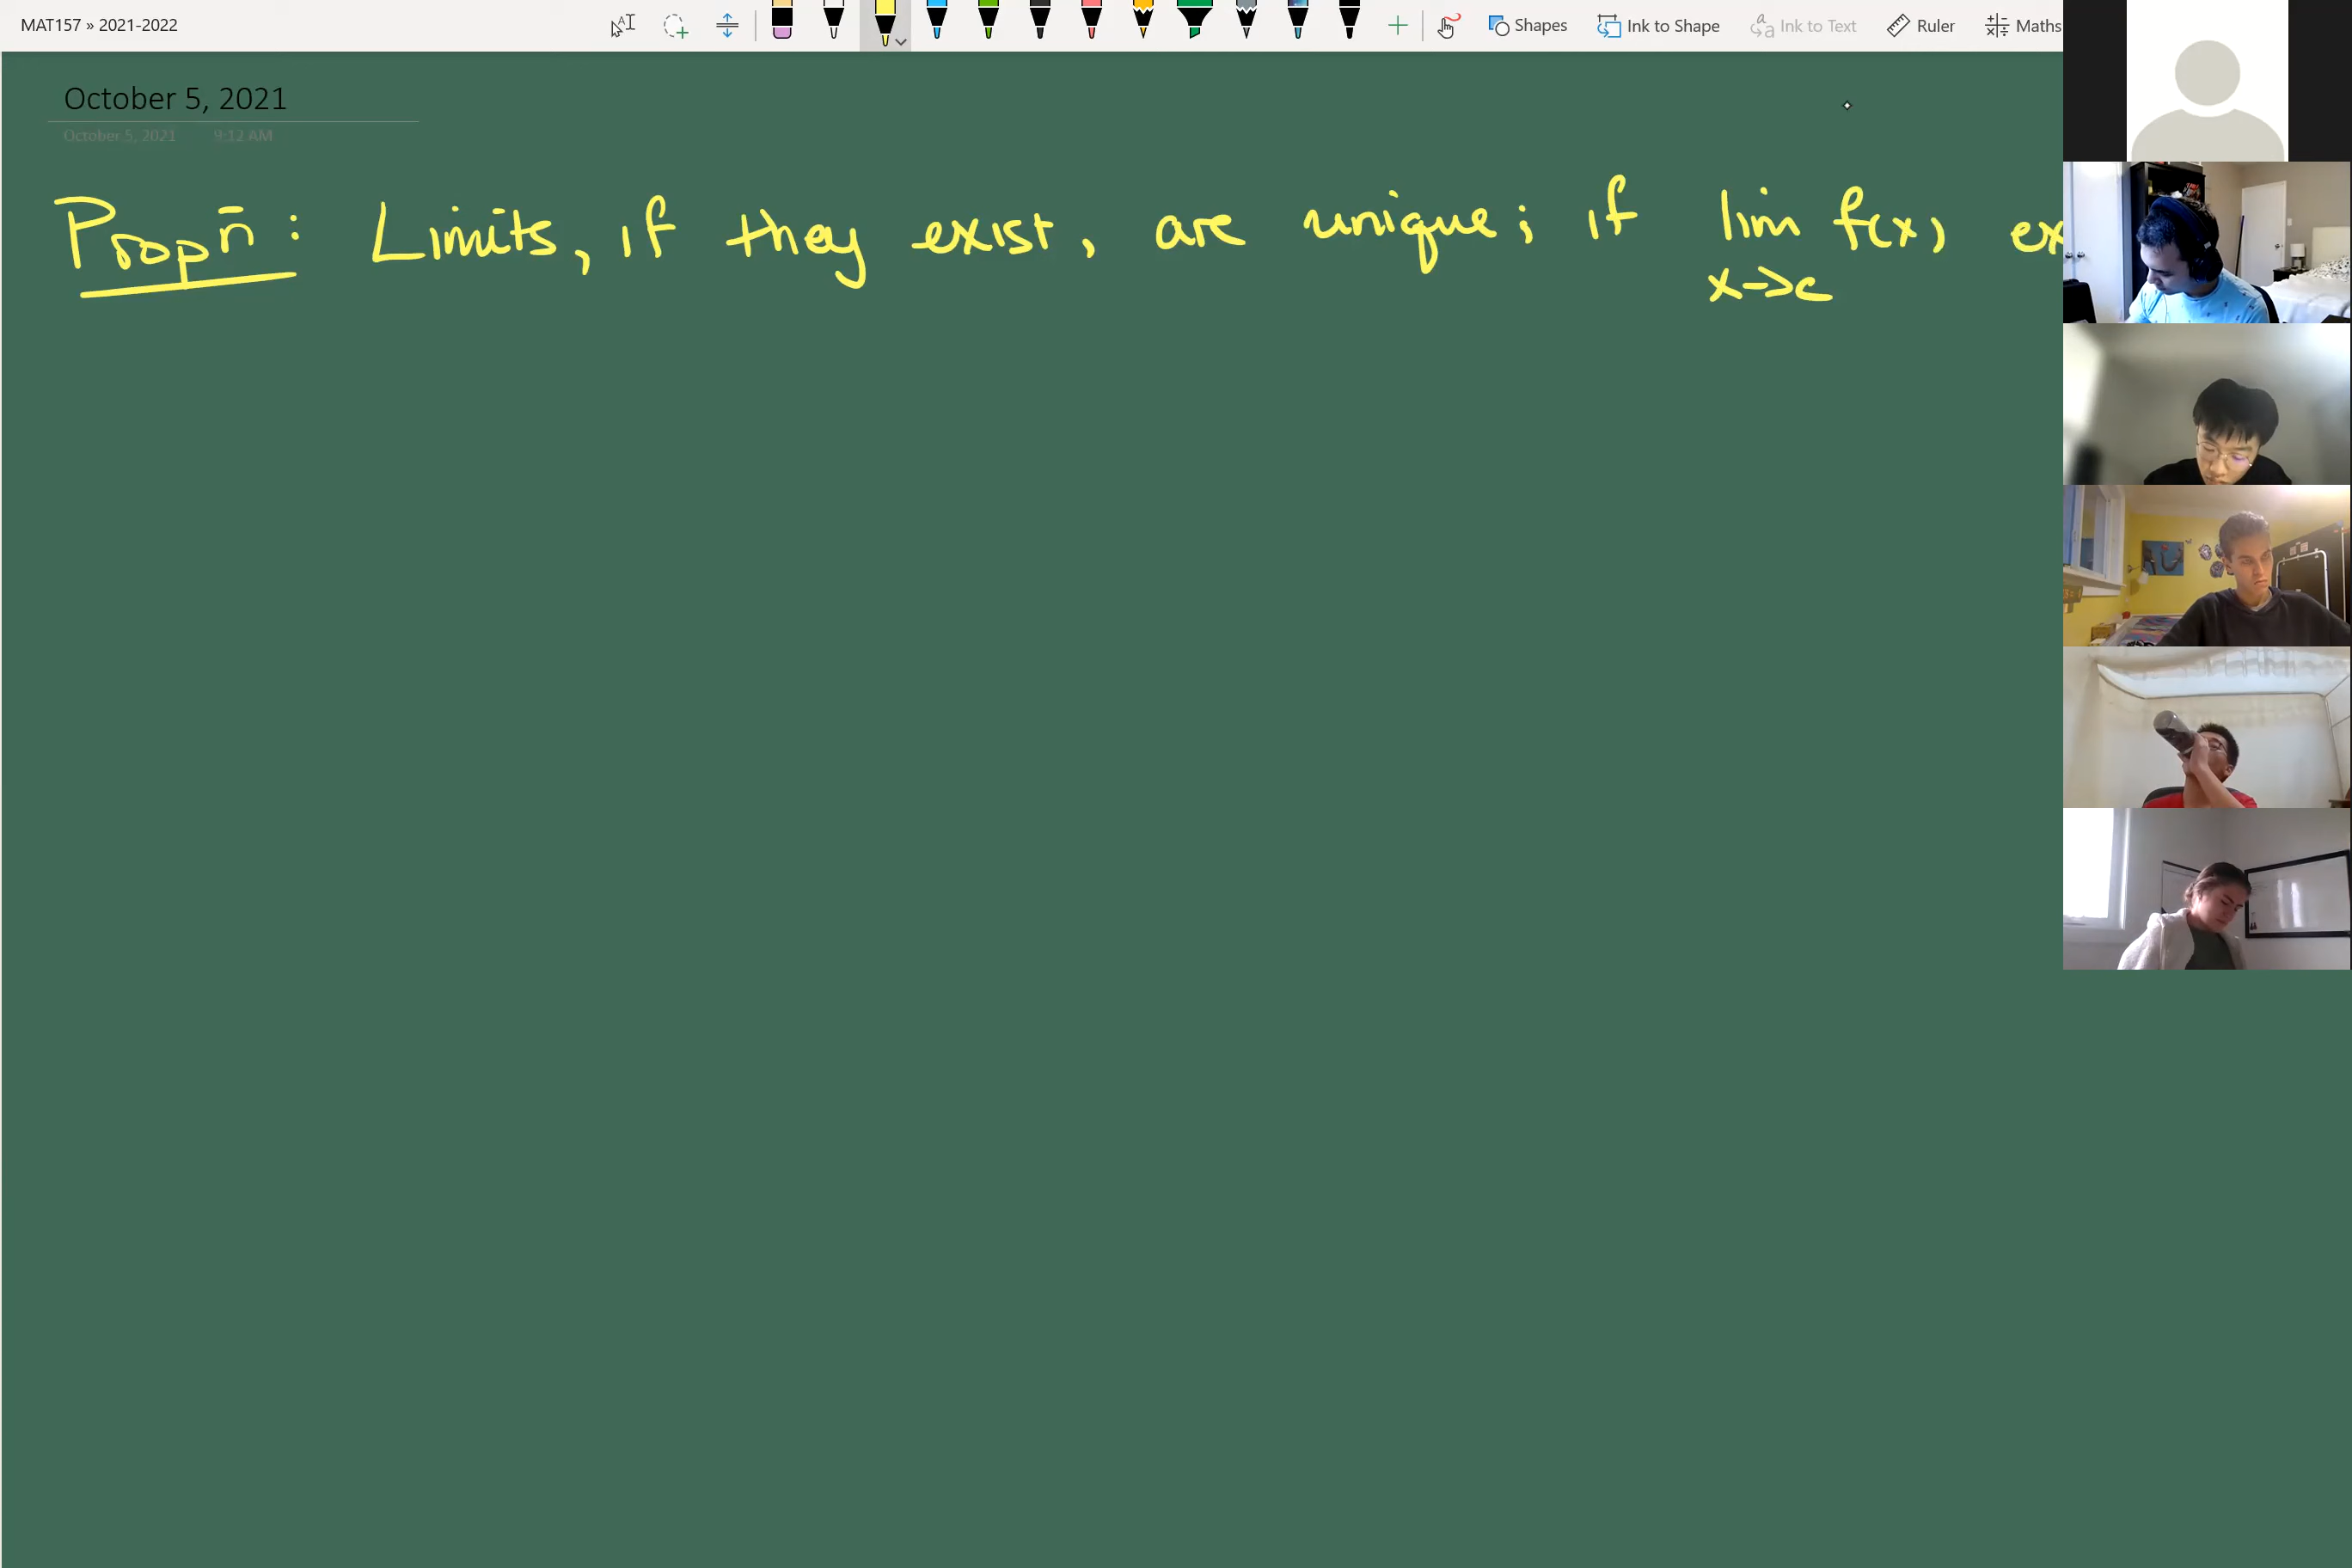 MAT157 » 2021-2022
Shapes Ink to Shape Ink to Text Ruler Maths
October 5, 2021
October 5, 2021 9:12 AM
Propn̄: Limits, if they exist, are unique; if lim f(x), ex
x→c